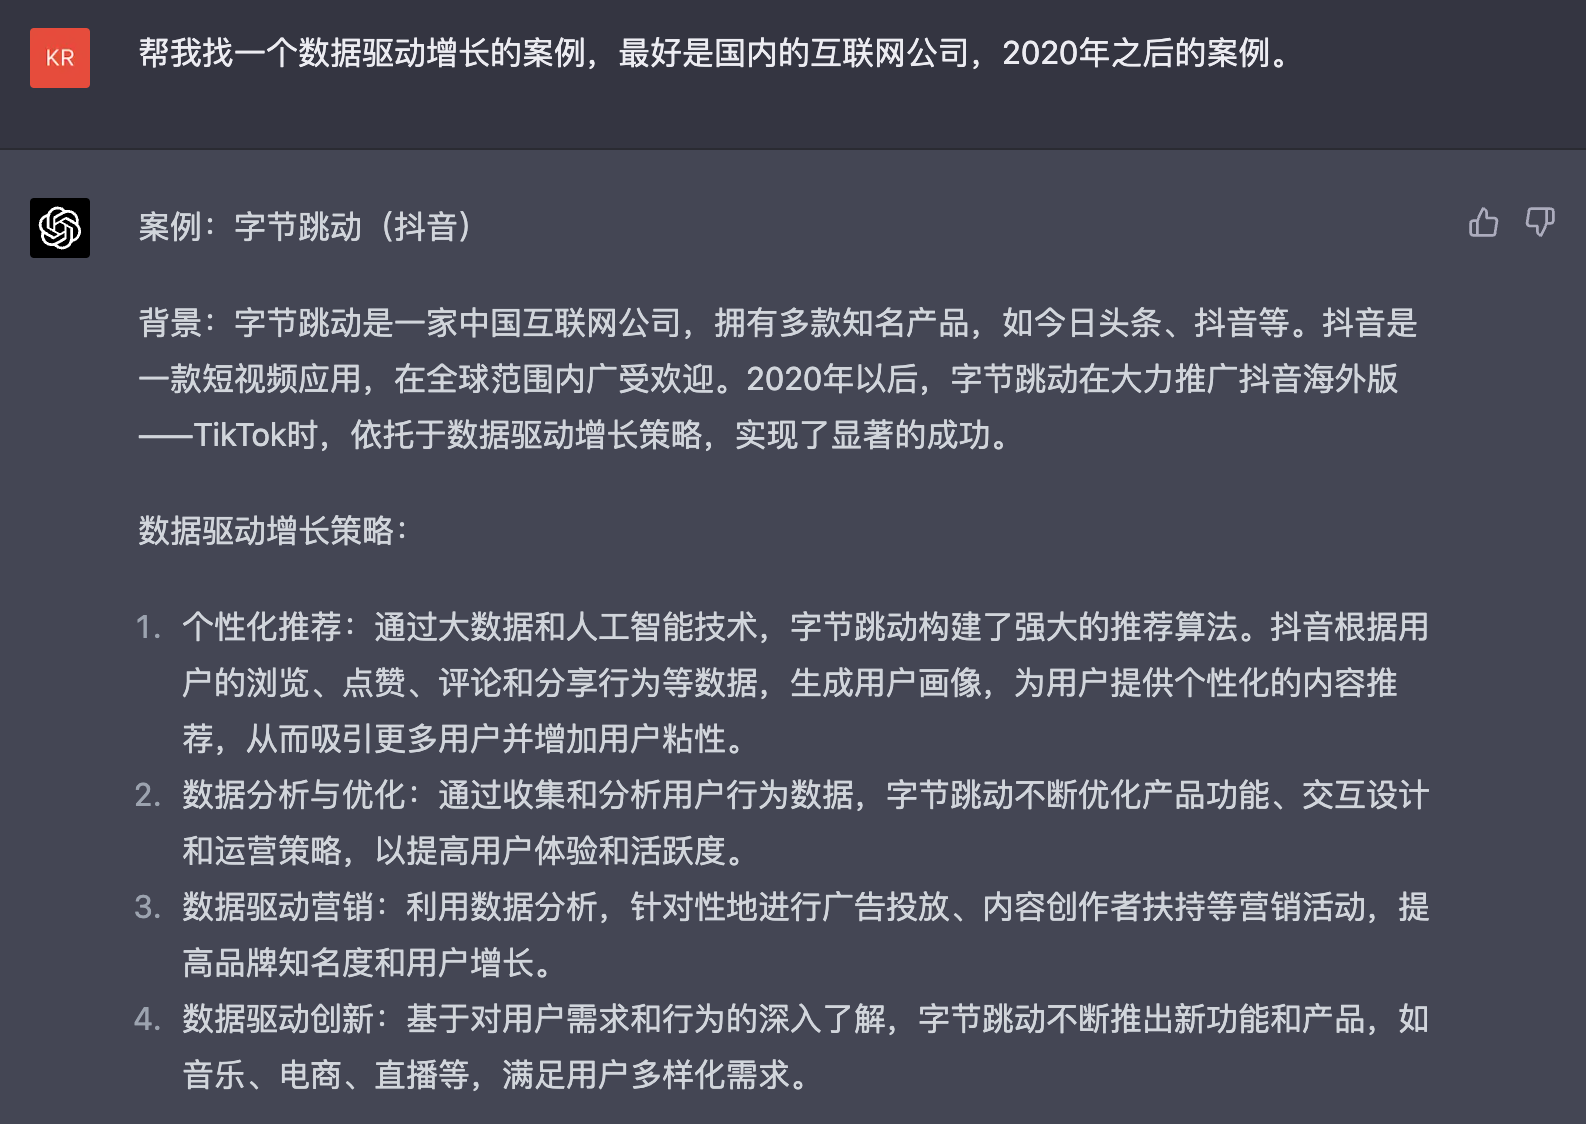 KR
帮我找一个数据驱动增长的案例，最好是国内的互联网公司，2020年之后的案例。
案例：字节跳动（抖音）
背景：字节跳动是一家中国互联网公司，拥有多款知名产品，如今日头条、抖音等。抖音是
一款短视频应用，在全球范围内广受欢迎。2020年以后，字节跳动在大力推广抖音海外版
——TikTok时，依托于数据驱动增长策略，实现了显著的成功。
数据驱动增长策略：
1. 个性化推荐：通过大数据和人工智能技术，字节跳动构建了强大的推荐算法。抖音根据用
户的浏览、点赞、评论和分享行为等数据，生成用户画像，为用户提供个性化的内容推
荐，从而吸引更多用户并增加用户粘性。
2. 数据分析与优化：通过收集和分析用户行为数据，字节跳动不断优化产品功能、交互设计
和运营策略，以提高用户体验和活跃度。
3. 数据驱动营销：利用数据分析，针对性地进行广告投放、内容创作者扶持等营销活动，提
高品牌知名度和用户增长。
4. 数据驱动创新：基于对用户需求和行为的深入了解，字节跳动不断推出新功能和产品，如
音乐、电商、直播等，满足用户多样化需求。